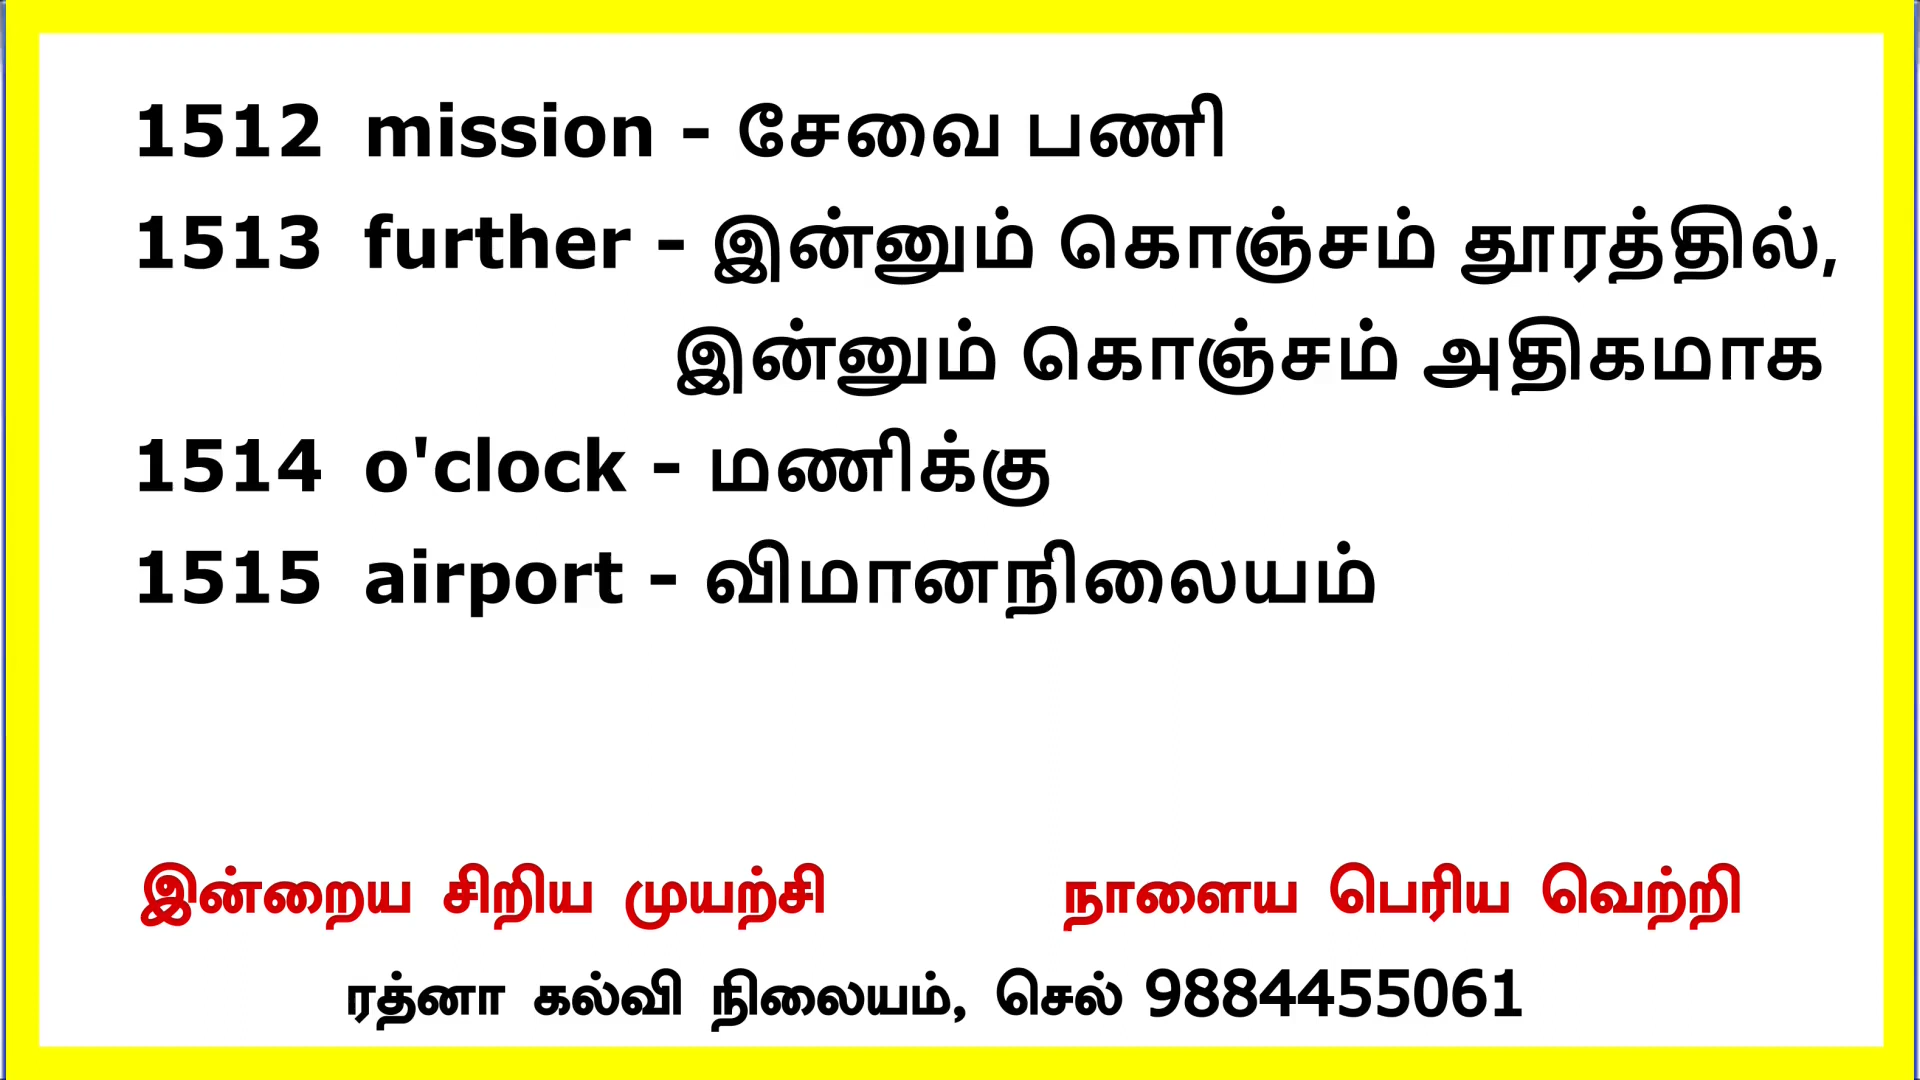 1512 mission - சேவை பணி
1513 further - இன்னும் கொஞ்சம் தூரத்தில்,
இன்னும் கொஞ்சம் அதிகமாக
1514 o'clock - மணிக்கு
1515 airport - விமானநிலையம்
இன்றைய சிறிய முயற்சி நாளைய பெரிய வெற்றி
ரத்னா கல்வி நிலையம், செல் 9884455061